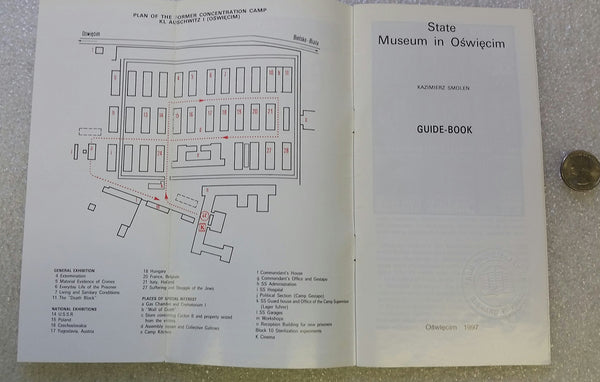 PLAN OF THE FORMER CONCENTRATION CAMP
KL AUSCHWITZ I (OŚWIĘCIM)
Oświęcim
Bielsko-Biała
GENERAL EXHIBITION
4 Extermination
5 Material Evidence of Crimes
6 Everyday Life of the Prisoner
7 Living and Sanitary Conditions
11 The "Death Block"
NATIONAL EXHIBITIONS
14 U.S.S.R.
15 Poland
16 Czechoslovakia
17 Yugoslavia, Austria
18 Hungary
20 France, Belgium
21 Italy, Holland
27 Suffering and Struggle of the Jews
PLACES OF SPECIAL INTEREST
a Gas Chamber and Crematorium I
b "Wall of Death"
c Store containing Cyclon B and property seized
from the victims
d Assembly Square and Collective Gallows
e Camp Kitchen
f Commandant's House
g Commandant's Office and Gestapo
h SS Administration
i SS Hospital
j Political Section (Camp Gestapo)
k SS Guard house and Office of the Camp Supervisor
(Lager fuhrer)
l SS Garages
m Workshops
n Reception Building for new prisoners
Block 10 Sterilization experiments
K Cinema
State
Museum in Oświęcim
KAZIMIERZ SMOLEŃ
GUIDE-BOOK
Oświęcim 1997